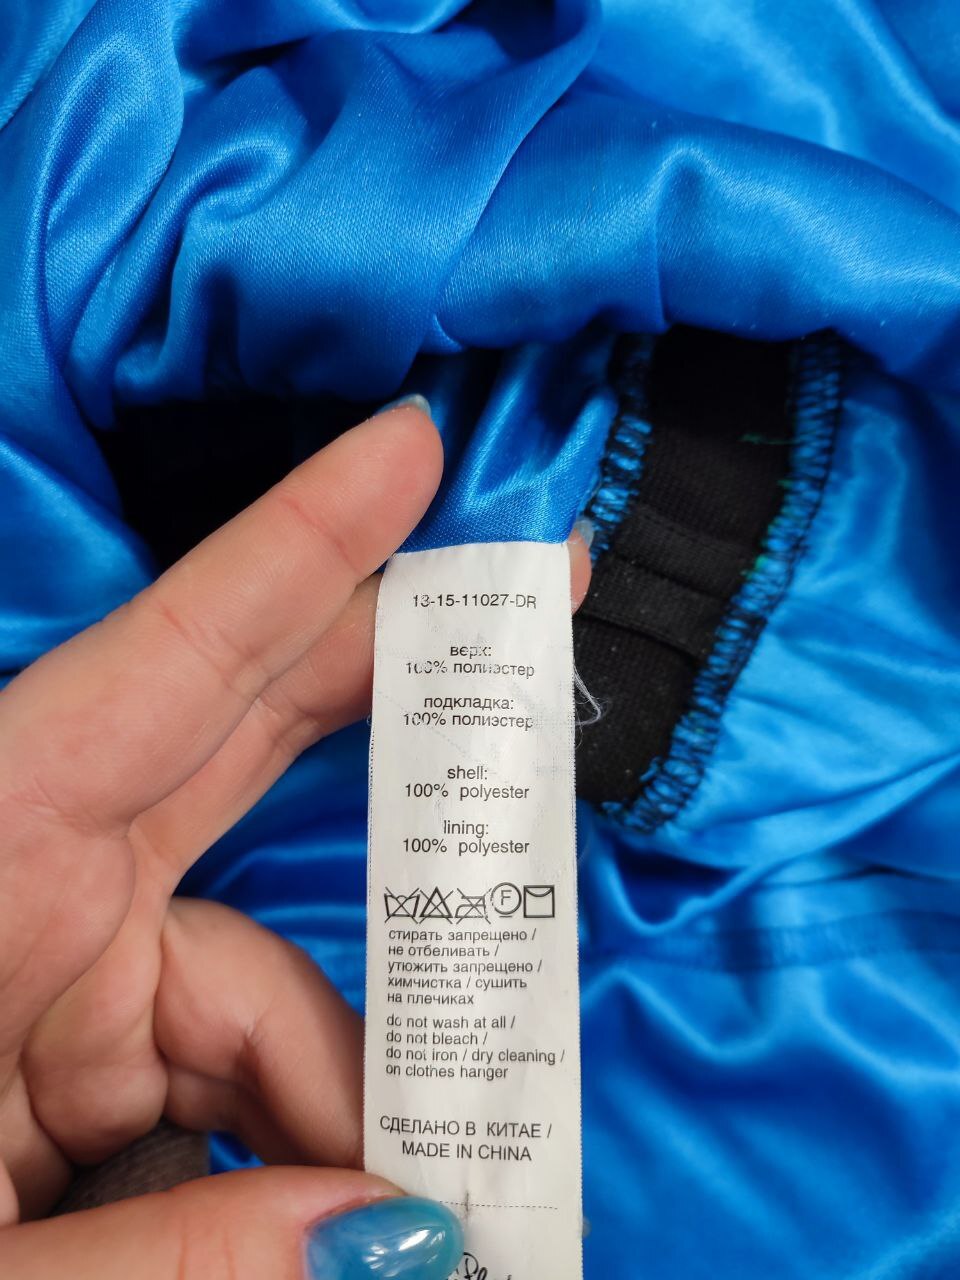 13-15-11027-DR
верх:
100% полиэстер
подкладка:
100% полиэстер
shell:
100% polyester
lining:
100% polyester
F
стирать запрещено /
не отбеливать /
утюжить запрещено /
химчистка / сушить
на плечиках
do not wash at all /
do not bleach /
do not iron / dry cleaning /
on clothes hanger
СДЕЛАНО В КИТАЕ /
MADE IN CHINA